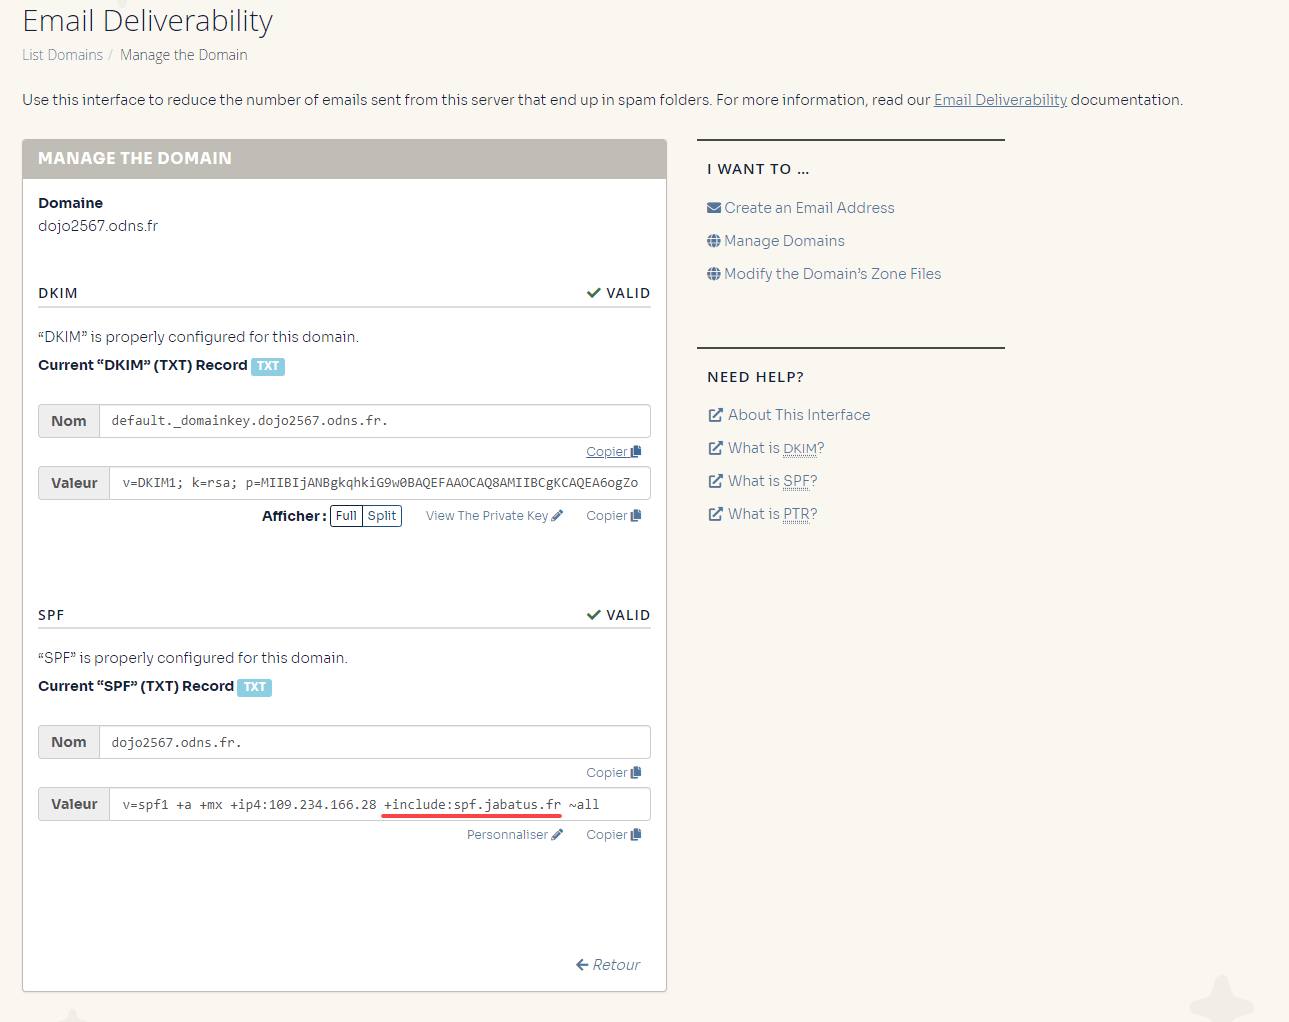 Email Deliverability
List Domains / Manage the Domain
Use this interface to reduce the number of emails sent from this server that end up in spam folders. For more information, read our Email Deliverability documentation.
MANAGE THE DOMAIN
Domaine
dojo2567.odns.fr
DKIM VALID
“DKIM” is properly configured for this domain.
Current “DKIM” (TXT) Record TXT
Nom default._domainkey.dojo2567.odns.fr.
Copier
Valeur v=DKIM1; k=rsa; p=MIIBIjANBgkqhkiG9w0BAQEFAAOCAQ8AMIIBCgKCAQEA6ogZo
Afficher : Full Split View The Private Key Copier
SPF VALID
“SPF” is properly configured for this domain.
Current “SPF” (TXT) Record TXT
Nom dojo2567.odns.fr.
Copier
Valeur v=spf1 +a +mx +ip4:109.234.166.28 +include:spf.jabatus.fr ~all
Personnaliser Copier
Retour
I WANT TO ...
Create an Email Address
Manage Domains
Modify the Domain’s Zone Files
NEED HELP?
About This Interface
What is DKIM?
What is SPF?
What is PTR?